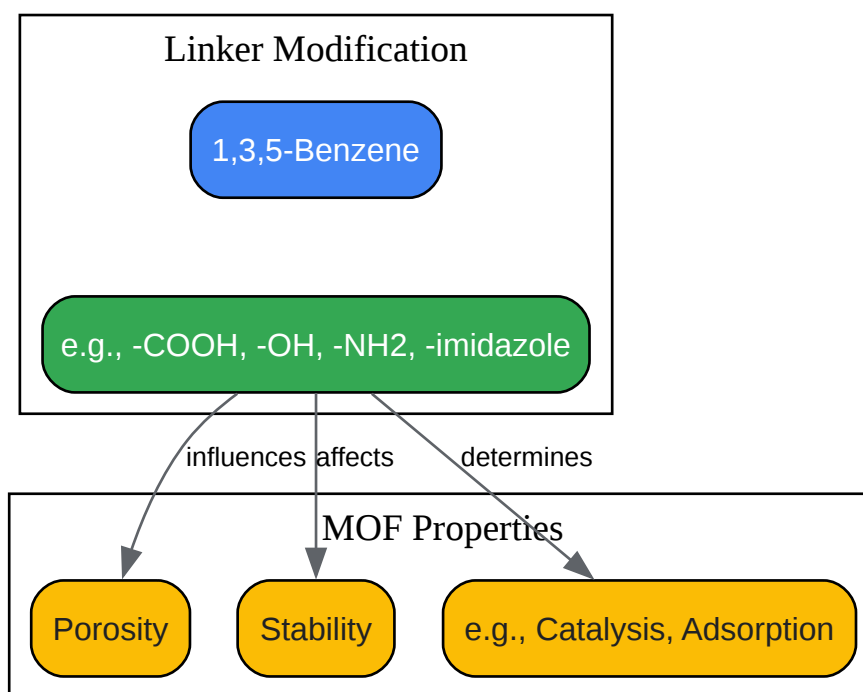 Linker Modification
1,3,5-Benzene
e.g., -COOH, -OH, -NH2, -imidazole
influences
affects
determines
MOF Properties
Porosity
Stability
e.g., Catalysis, Adsorption